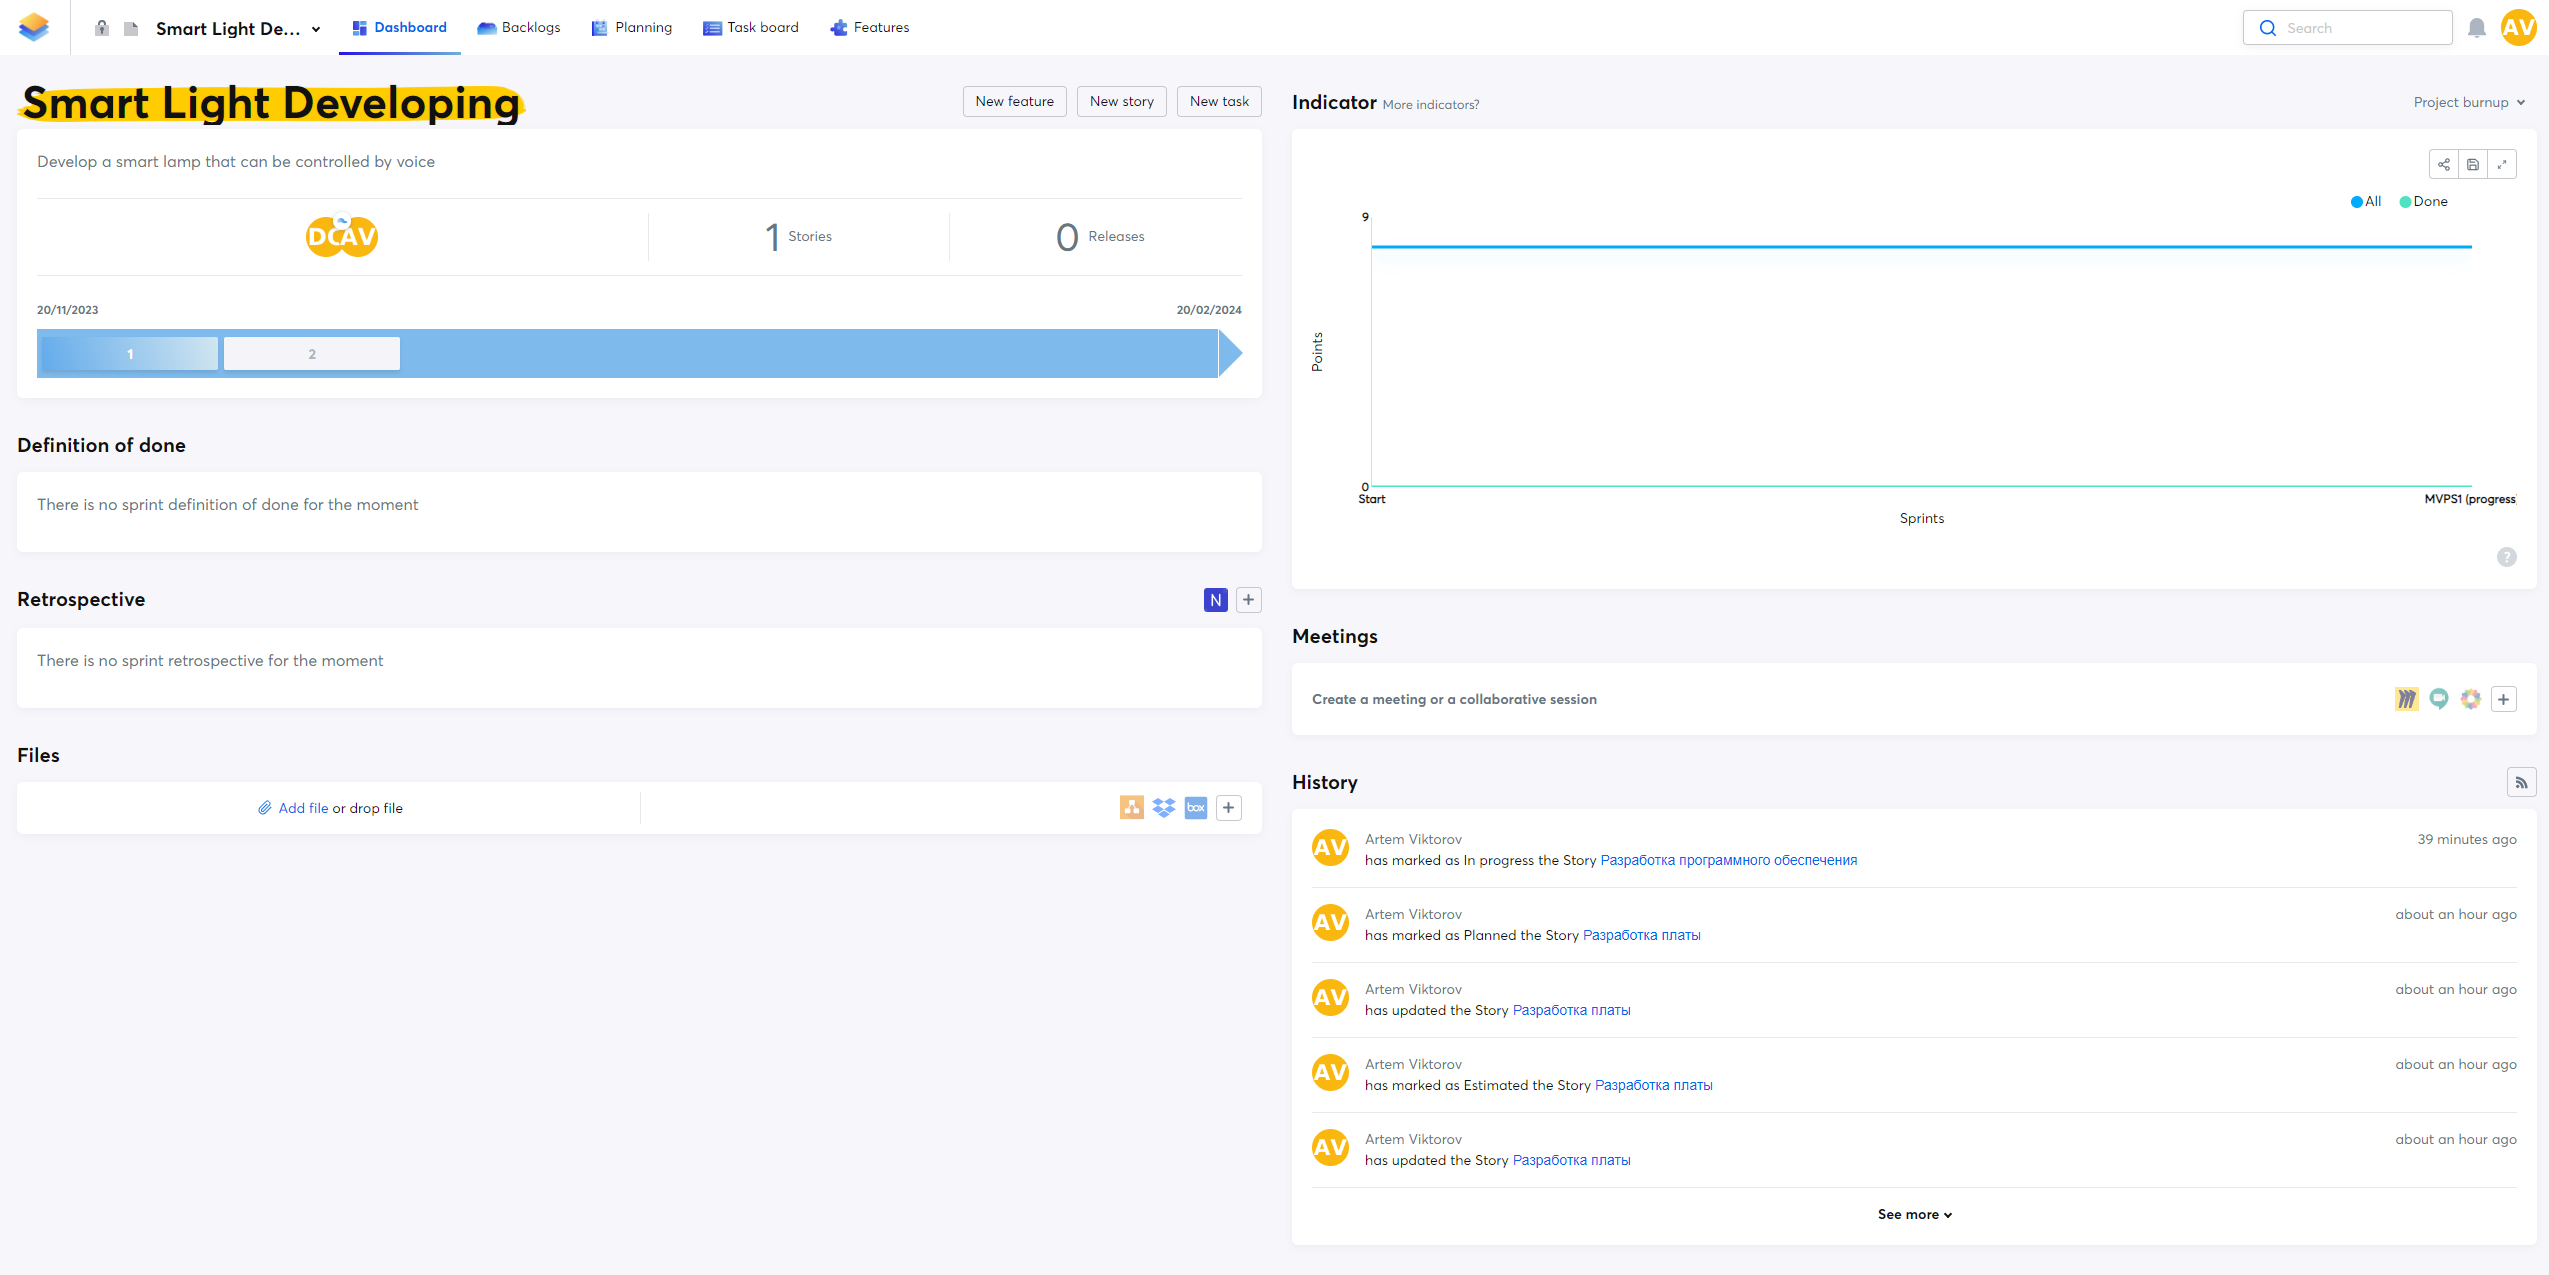 Smart Light De...
Dashboard
Backlogs
Planning
Task board
Features
Search
AV
Smart Light Developing
New feature
New story
New task
Develop a smart lamp that can be controlled by voice
DC AV
1 Stories
0 Releases
20/11/2023
20/02/2024
1
2
Definition of done
There is no sprint definition of done for the moment
Retrospective
N
+
There is no sprint retrospective for the moment
Files
Add file or drop file
box
+
Indicator More indicators?
Project burnup
All
Done
9
Points
0
Start
MVPS1 (progress)
Sprints
?
Meetings
Create a meeting or a collaborative session
+
History
AV
Artem Viktorov
39 minutes ago
has marked as In progress the Story Разработка программного обеспечения
AV
Artem Viktorov
about an hour ago
has marked as Planned the Story Разработка платы
AV
Artem Viktorov
about an hour ago
has updated the Story Разработка платы
AV
Artem Viktorov
about an hour ago
has marked as Estimated the Story Разработка платы
AV
Artem Viktorov
about an hour ago
has updated the Story Разработка платы
See more